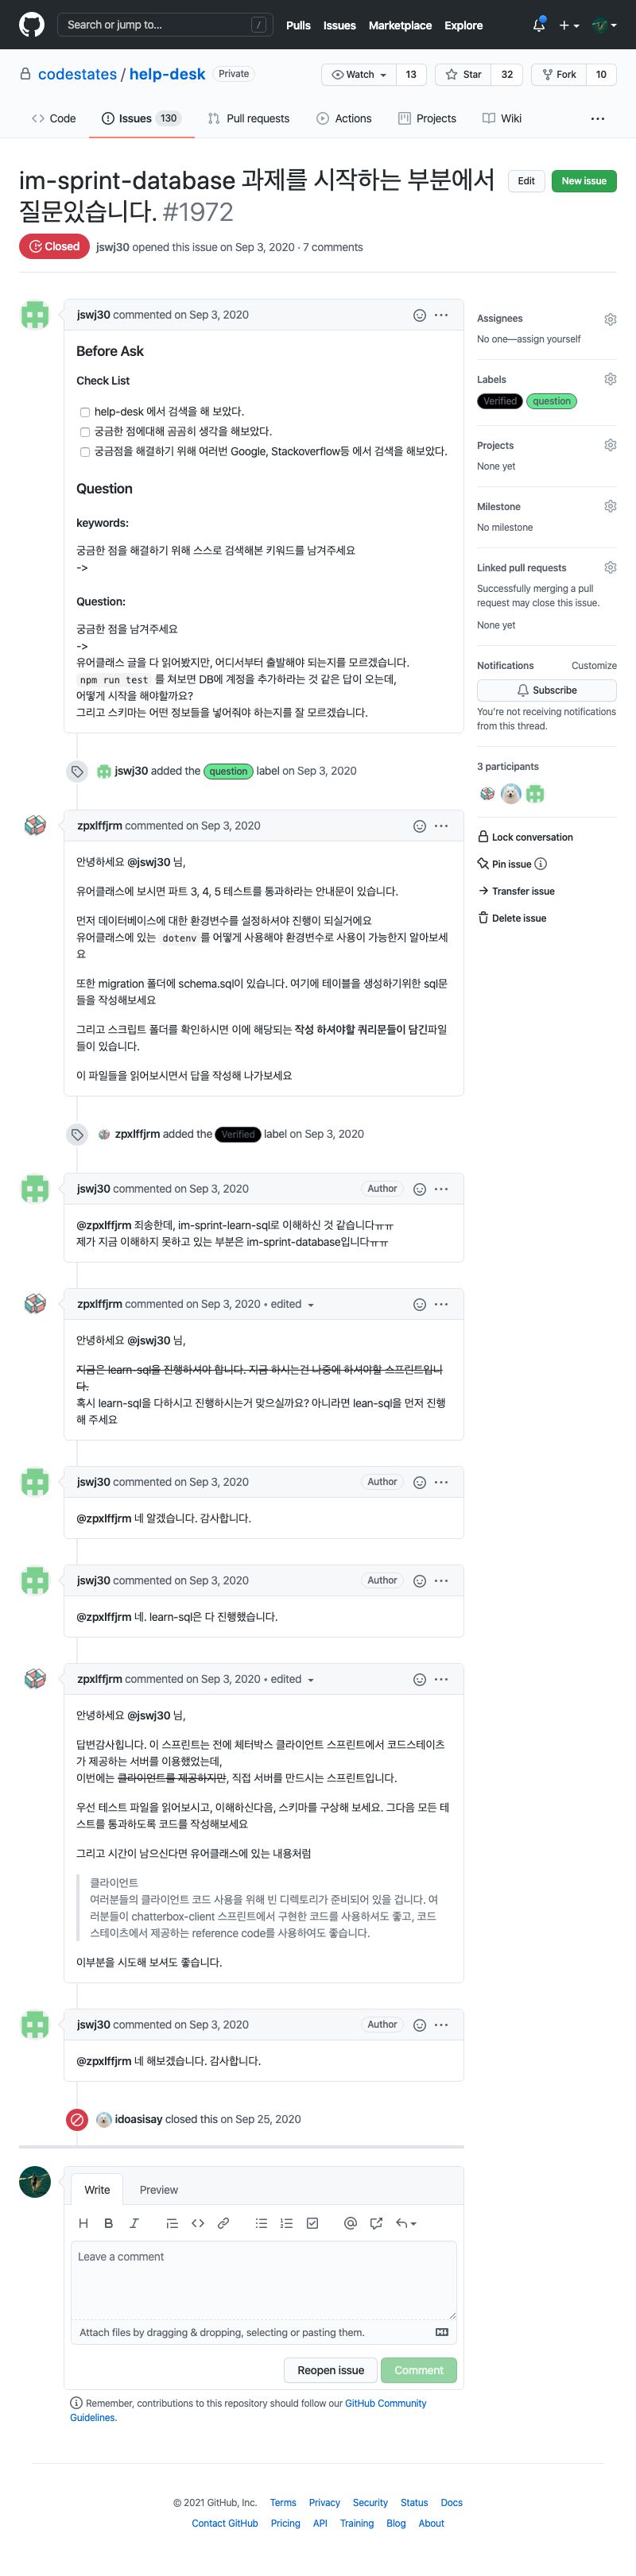 Search or jump to...
/
Pulls Issues Marketplace Explore
codestates / help-desk Private
Watch 13 Star 32 Fork 10
Code Issues 130 Pull requests Actions Projects Wiki
im-sprint-database 과제를 시작하는 부분에서
질문있습니다. #1972
Edit New issue
Closed jswj30 opened this issue on Sep 3, 2020 · 7 comments
jswj30 commented on Sep 3, 2020
Before Ask
Check List
help-desk 에서 검색을 해 보았다.
궁금한 점에대해 곰곰히 생각을 해보았다.
궁금점을 해결하기 위해 여러번 Google, Stackoverflow등 에서 검색을 해보았다.
Question
keywords:
궁금한 점을 해결하기 위해 스스로 검색해본 키워드를 남겨주세요
->
Question:
궁금한 점을 남겨주세요
->
유어클래스 글을 다 읽어봤지만, 어디서부터 출발해야 되는지를 모르겠습니다.
npm run test 를 쳐보면 DB에 계정을 추가하라는 것 같은 답이 오는데,
어떻게 시작을 해야할까요?
그리고 스키마는 어떤 정보들을 넣어줘야 하는지를 잘 모르겠습니다.
Assignees
No one—assign yourself
Labels
Verified question
Projects
None yet
Milestone
No milestone
Linked pull requests
Successfully merging a pull
request may close this issue.
None yet
Notifications Customize
Subscribe
You're not receiving notifications
from this thread.
3 participants
Lock conversation
Pin issue
Transfer issue
Delete issue
jswj30 added the question label on Sep 3, 2020
zpxlffjrm commented on Sep 3, 2020
안녕하세요 @jswj30 님,
유어클래스에 보시면 파트 3, 4, 5 테스트를 통과하라는 안내문이 있습니다.
먼저 데이터베이스에 대한 환경변수를 설정하셔야 진행이 되실거에요
유어클래스에 있는 dotenv 를 어떻게 사용해야 환경변수로 사용이 가능한지 알아보세
요
또한 migration 폴더에 schema.sql이 있습니다. 여기에 테이블을 생성하기위한 sql문
들을 작성해보세요
그리고 스크립트 폴더를 확인하시면 이에 해당되는 작성 하셔야할 쿼리문들이 담긴파일
들이 있습니다.
이 파일들을 읽어보시면서 답을 작성해 나가보세요
zpxlffjrm added the Verified label on Sep 3, 2020
jswj30 commented on Sep 3, 2020 Author
@zpxlffjrm 죄송한데, im-sprint-learn-sql로 이해하신 것 같습니다ㅠㅠ
제가 지금 이해하지 못하고 있는 부분은 im-sprint-database입니다ㅠㅠ
zpxlffjrm commented on Sep 3, 2020 • edited
안녕하세요 @jswj30 님,
지금은 learn-sql을 진행하셔야 합니다. 지금 하시는건 나중에 하셔야할 스프린트입니
다.
혹시 learn-sql을 다하시고 진행하시는거 맞으실까요? 아니라면 lean-sql을 먼저 진행
해 주세요
jswj30 commented on Sep 3, 2020 Author
@zpxlffjrm 네 알겠습니다. 감사합니다.
jswj30 commented on Sep 3, 2020 Author
@zpxlffjrm 네. learn-sql은 다 진행했습니다.
zpxlffjrm commented on Sep 3, 2020 • edited
안녕하세요 @jswj30 님,
답변감사힙니다. 이 스프린트는 전에 체터박스 클라이언트 스프린트에서 코드스테이츠
가 제공하는 서버를 이용했었는데,
이번에는 클라이언트를 제공하지만, 직접 서버를 만드시는 스프린트입니다.
우선 테스트 파일을 읽어보시고, 이해하신다음, 스키마를 구상해 보세요. 그다음 모든 테
스트를 통과하도록 코드를 작성해보세요
그리고 시간이 남으신다면 유어클래스에 있는 내용처럼
클라이언트
여러분들의 클라이언트 코드 사용을 위해 빈 디렉토리가 준비되어 있을 겁니다. 여
러분들이 chatterbox-client 스프린트에서 구현한 코드를 사용하셔도 좋고, 코드
스테이츠에서 제공하는 reference code를 사용하여도 좋습니다.
이부분을 시도해 보셔도 좋습니다.
jswj30 commented on Sep 3, 2020 Author
@zpxlffjrm 네 해보겠습니다. 감사합니다.
idoasisay closed this on Sep 25, 2020
Write Preview
Leave a comment
Attach files by dragging & dropping, selecting or pasting them.
Reopen issue Comment
Remember, contributions to this repository should follow our GitHub Community
Guidelines.
© 2021 GitHub, Inc. Terms Privacy Security Status Docs
Contact GitHub Pricing API Training Blog About